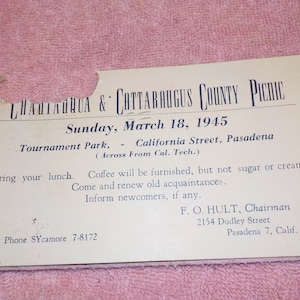 CHAUTAUQUA & CATTARAUGUS COUNTY PICNIC
Sunday, March 18, 1945
Tournament Park, - California Street, Pasadena
(Across From Cal. Tech.)
ring your lunch. Coffee will be furnished, but not sugar or cream
Come and renew old acquaintances.
Inform newcomers, if any.
F. O. HULT, Chairman
2154 Dudley Street
Phone SYcamore 7-8172 Pasadena 7, Calif.